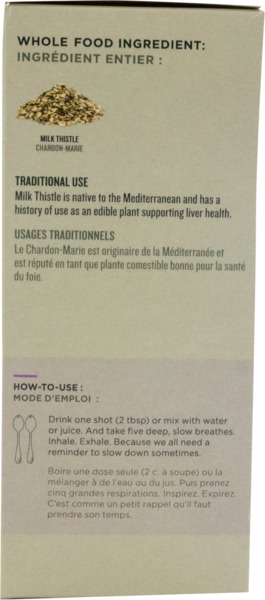 WHOLE FOOD INGREDIENT:
INGRÉDIENT ENTIER :
MILK THISTLE
CHARDON-MARIE
TRADITIONAL USE
Milk Thistle is native to the Mediterranean and has a
history of use as an edible plant supporting liver health.
USAGES TRADITIONNELS
Le Chardon-Marie est originaire de la Méditerranée et
est réputé en tant que plante comestible bonne pour la santé
du foie.
HOW-TO-USE :
MODE D'EMPLOI :
Drink one shot (2 tbsp) or mix with water
or juice. And take five deep, slow breathes.
Inhale. Exhale. Because we all need a
reminder to slow down sometimes.
Boire une dose seule (2 c. à soupe) ou la
mélanger à de l'eau ou du jus. Puis prenez
cinq grandes respirations. Inspirez. Expirez.
C'est comme un petit rappel qu'il faut
prendre son temps.